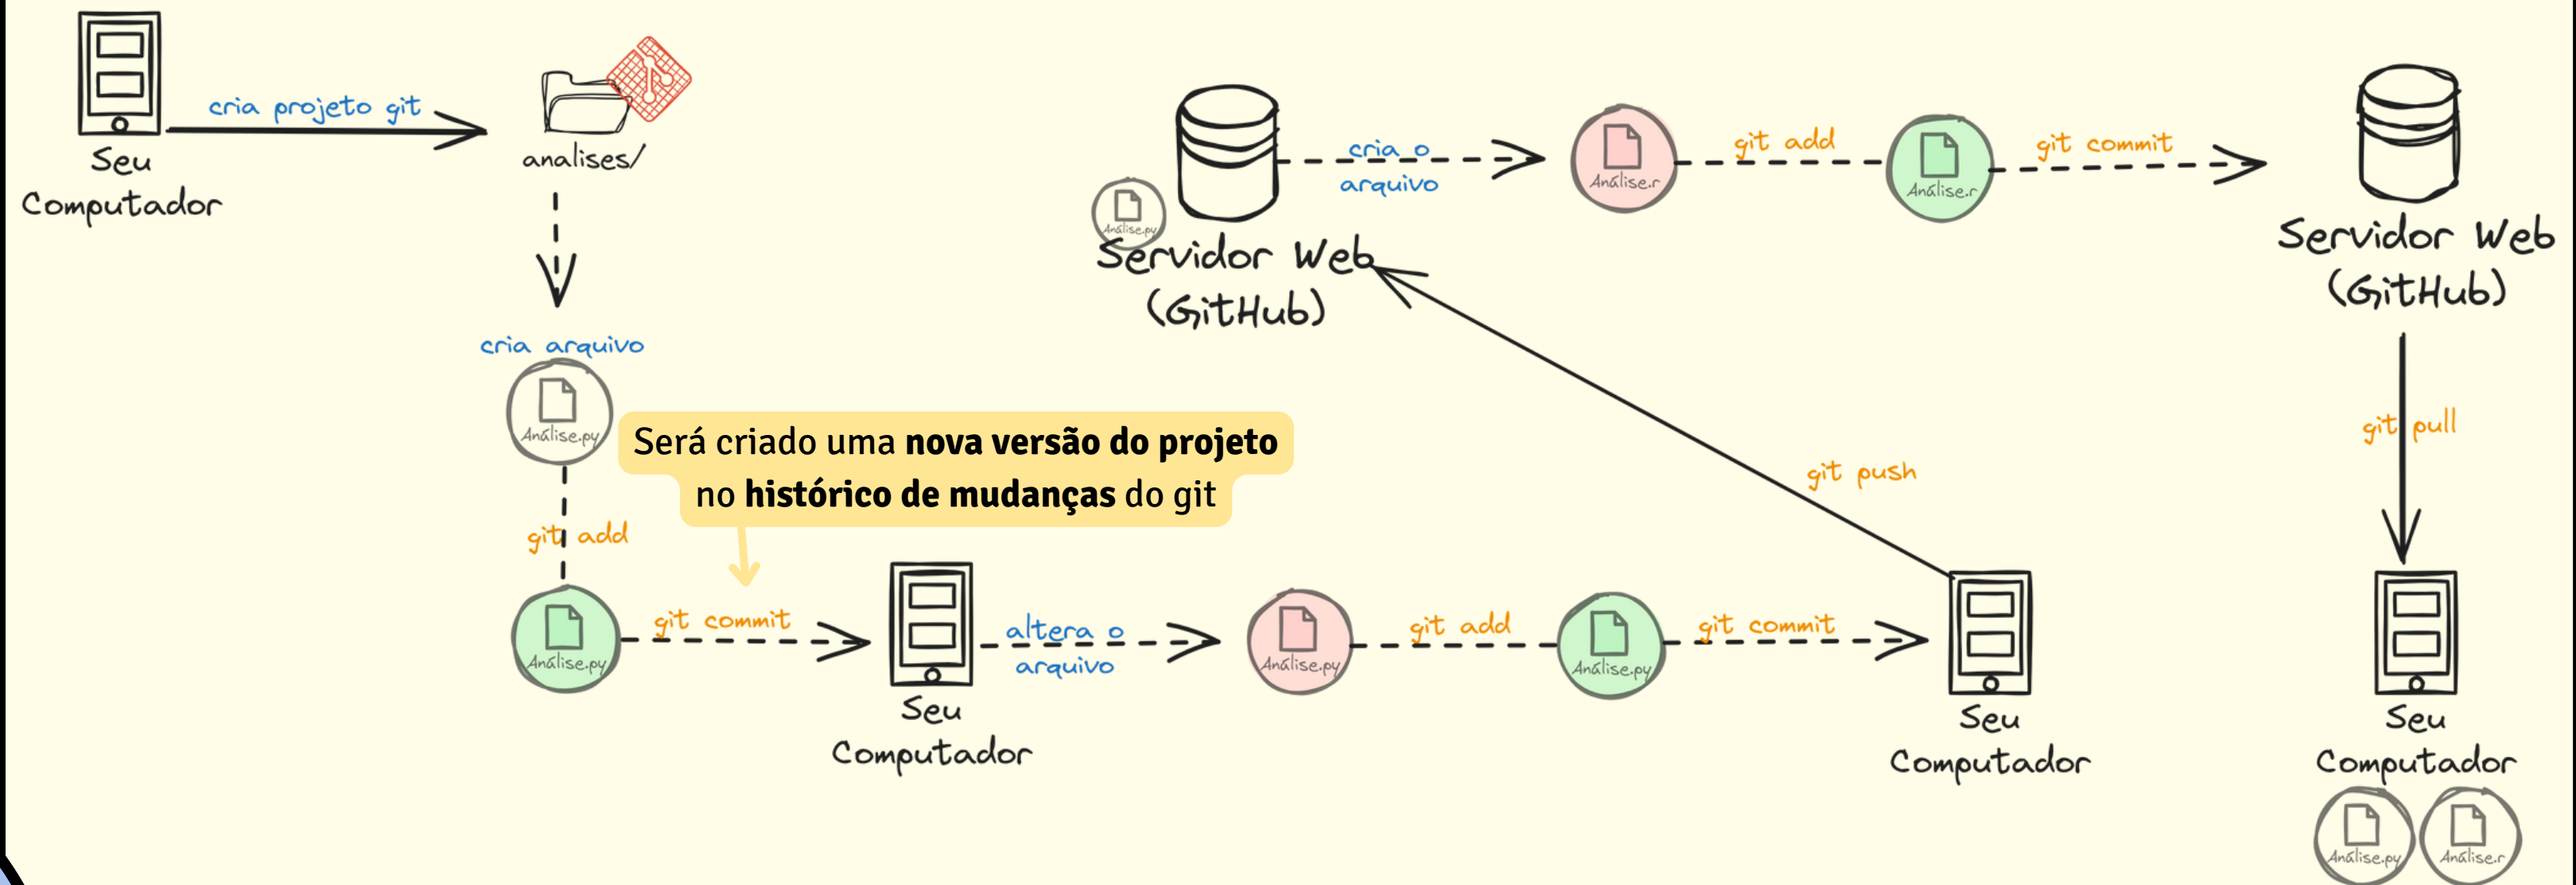 cria projeto git
Seu
Computador
analises/
cria arquivo
Análise.py
git add
Análise.py
Será criado uma nova versão do projeto
no histórico de mudanças do git
git commit
Seu
Computador
altera o
arquivo
Análise.py
git add
Análise.py
git commit
Seu
Computador
git push
Análise.py
Servidor Web
(GitHub)
cria o
arquivo
Análise.r
git add
Análise.r
git commit
Servidor Web
(GitHub)
git pull
Seu
Computador
Análise.py
Análise.r